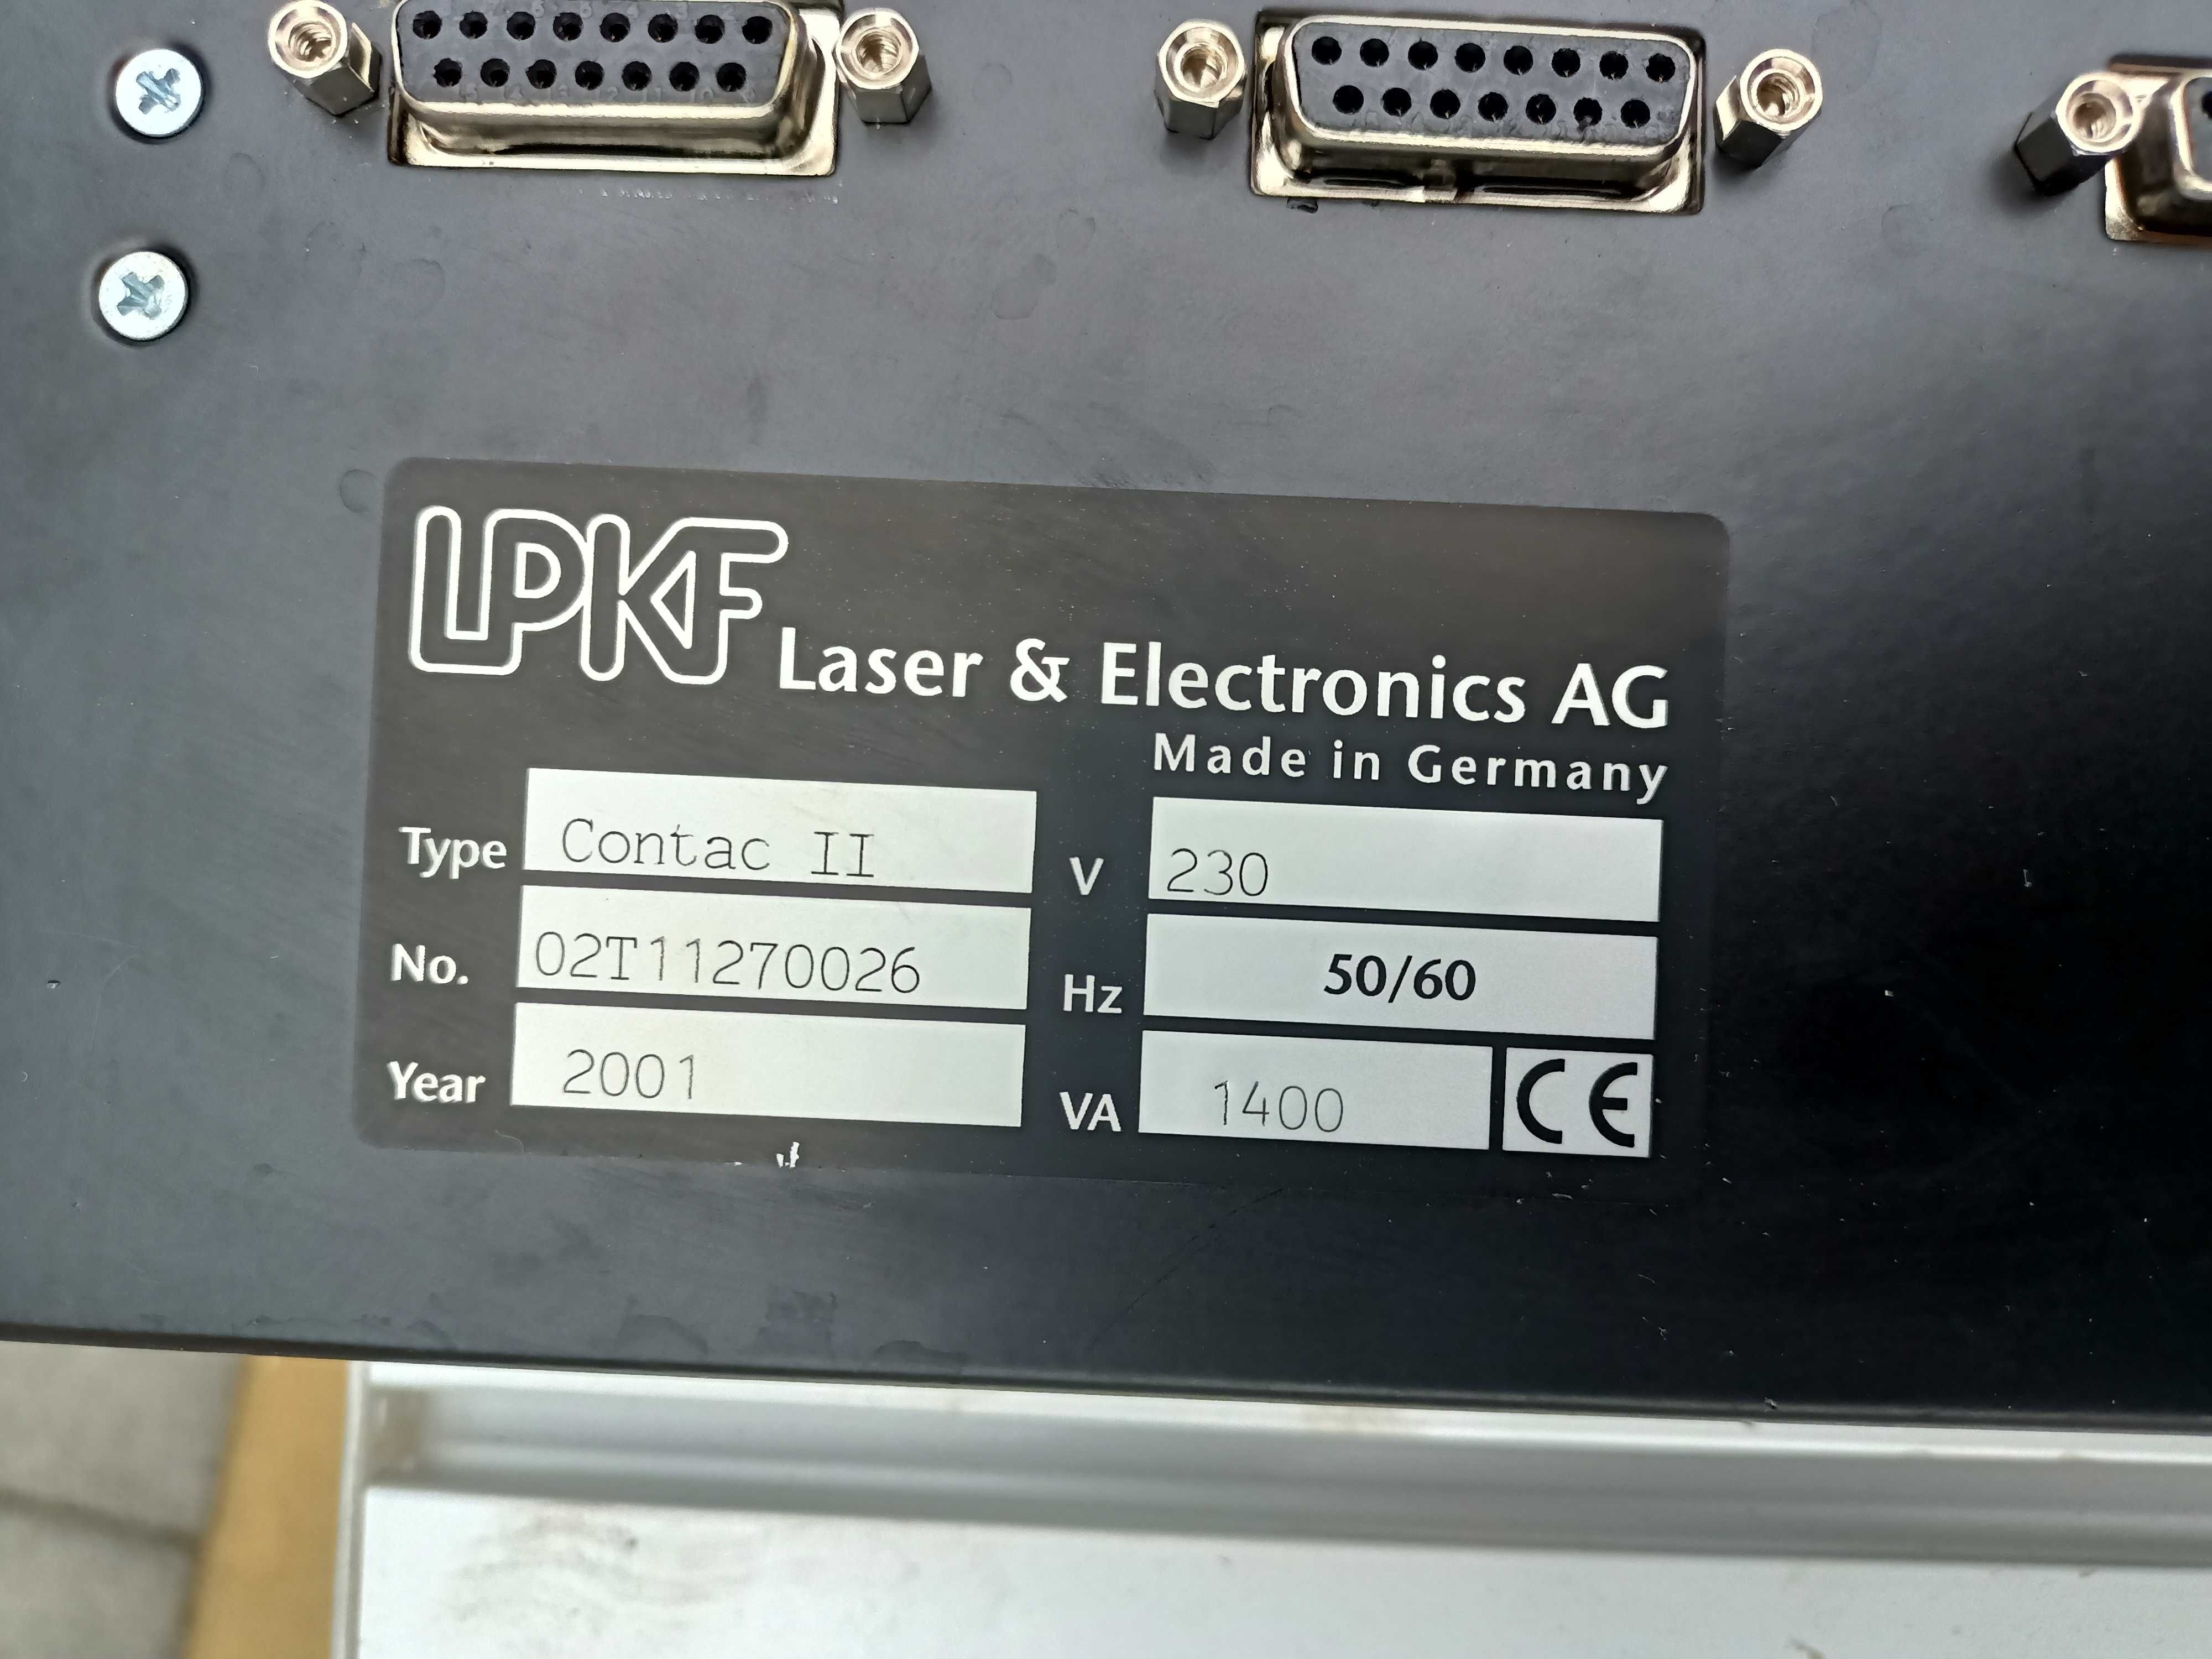 LPKF Laser & Electronics AG
Made in Germany
Type Contac II V 230
No. 02T11270026 Hz 50/60
Year 2001 VA 1400 CE